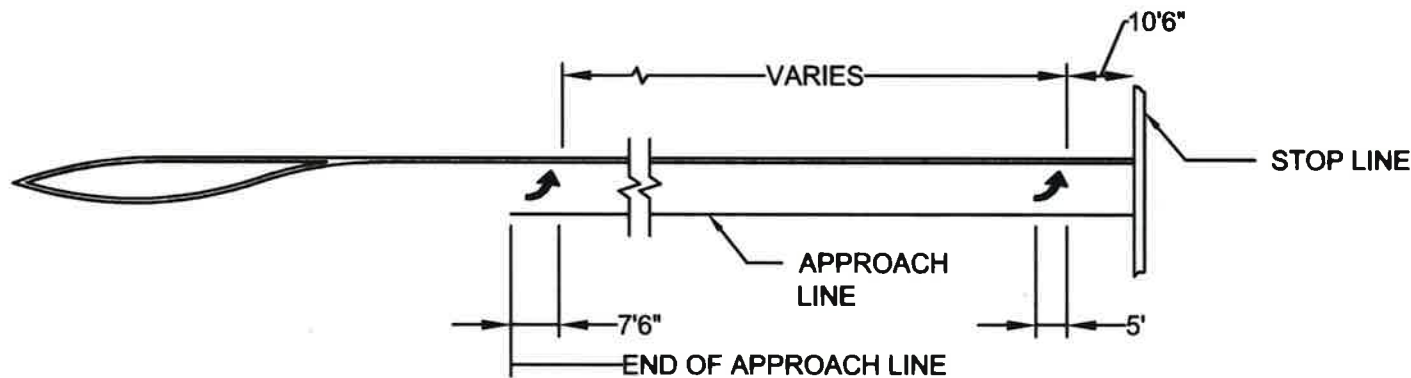 10'6"
VARIES
STOP LINE
APPROACH
LINE
7'6"
5'
END OF APPROACH LINE